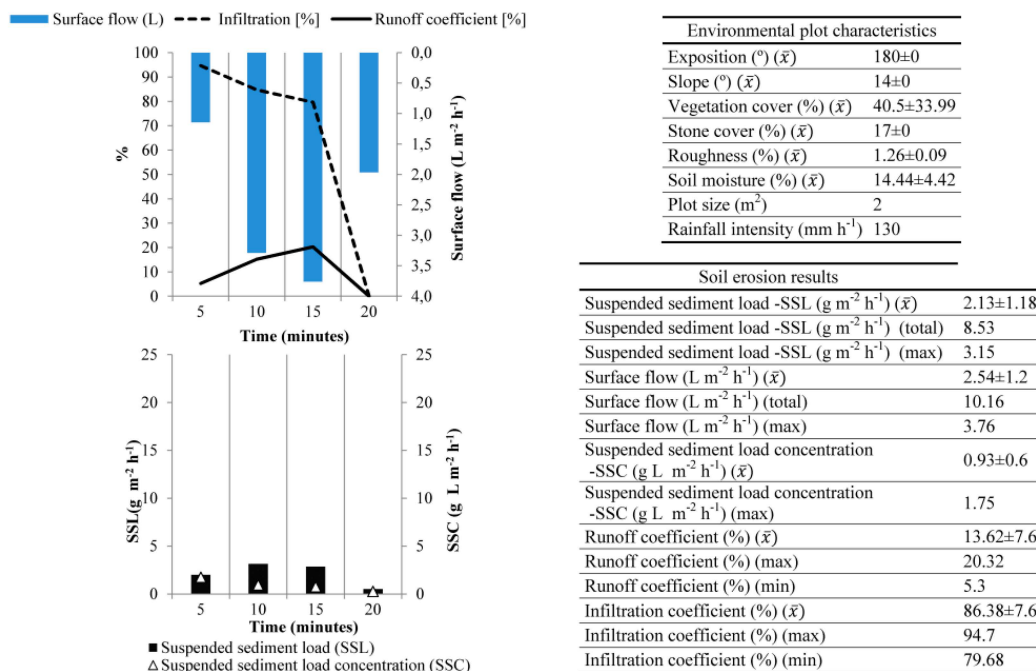 Surface flow (L) Infiltration [%] Runoff coefficient [%]
100
90
80
70
60
50
40
30
20
10
0
%
0,0
0,5
1,0
1,5
2,0
2,5
3,0
3,5
4,0
Surface flow (L m⁻² h⁻¹)
5 10 15 20
Time (minutes)
25
20
15
10
5
0
SSL(g m⁻² h⁻¹)
25
20
15
10
5
0
SSC (g L m⁻² h⁻¹)
5 10 15 20
Time (minutes)
Suspended sediment load (SSL)
Suspended sediment load concentration (SSC)
Environmental plot characteristics
Exposition (º) (x̄) 180±0
Slope (º) (x̄) 14±0
Vegetation cover (%) (x̄) 40.5±33.99
Stone cover (%) (x̄) 17±0
Roughness (%) (x̄) 1.26±0.09
Soil moisture (%) (x̄) 14.44±4.42
Plot size (m²) 2
Rainfall intensity (mm h⁻¹) 130
Soil erosion results
Suspended sediment load -SSL (g m⁻² h⁻¹) (x̄) 2.13±1.18
Suspended sediment load -SSL (g m⁻² h⁻¹) (total) 8.53
Suspended sediment load -SSL (g m⁻² h⁻¹) (max) 3.15
Surface flow (L m⁻² h⁻¹) (x̄) 2.54±1.2
Surface flow (L m⁻² h⁻¹) (total) 10.16
Surface flow (L m⁻² h⁻¹) (max) 3.76
Suspended sediment load concentration
-SSC (g L m⁻² h⁻¹) (x̄) 0.93±0.6
Suspended sediment load concentration
-SSC (g L m⁻² h⁻¹) (max) 1.75
Runoff coefficient (%) (x̄) 13.62±7.6
Runoff coefficient (%) (max) 20.32
Runoff coefficient (%) (min) 5.3
Infiltration coefficient (%) (x̄) 86.38±7.6
Infiltration coefficient (%) (max) 94.7
Infiltration coefficient (%) (min) 79.68